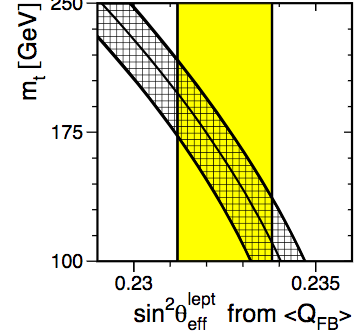 250
m_t [GeV]
175
100
0.23 0.235
sin²θ_eff^lept from <Q_FB>